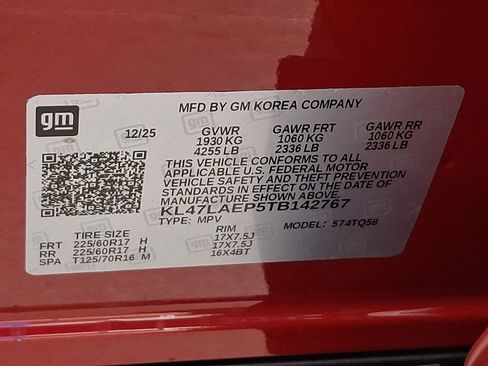 gm
MFD BY GM KOREA COMPANY
12/25 GVWR GAWR FRT GAWR RR
1930 KG 1060 KG 1060 KG
4255 LB 2336 LB 2336 LB
THIS VEHICLE CONFORMS TO ALL
APPLICABLE U.S. FEDERAL MOTOR
VEHICLE SAFETY AND THEFT PREVENTION
STANDARDS IN EFFECT ON THE DATE OF
MANUFACTURE SHOWN ABOVE
KL47LAEP5TB142767
TYPE: MPV MODEL: 574TQ58
TIRE SIZE RIM
FRT 225/60R17 H 17X7.5J
RR 225/60R17 H 17X7.5J
SPA T125/70R16 M 16X4BT